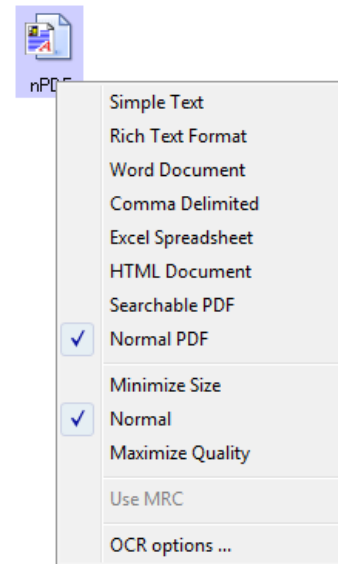 nPDF
Simple Text
Rich Text Format
Word Document
Comma Delimited
Excel Spreadsheet
HTML Document
Searchable PDF
Normal PDF
Minimize Size
Normal
Maximize Quality
Use MRC
OCR options ...